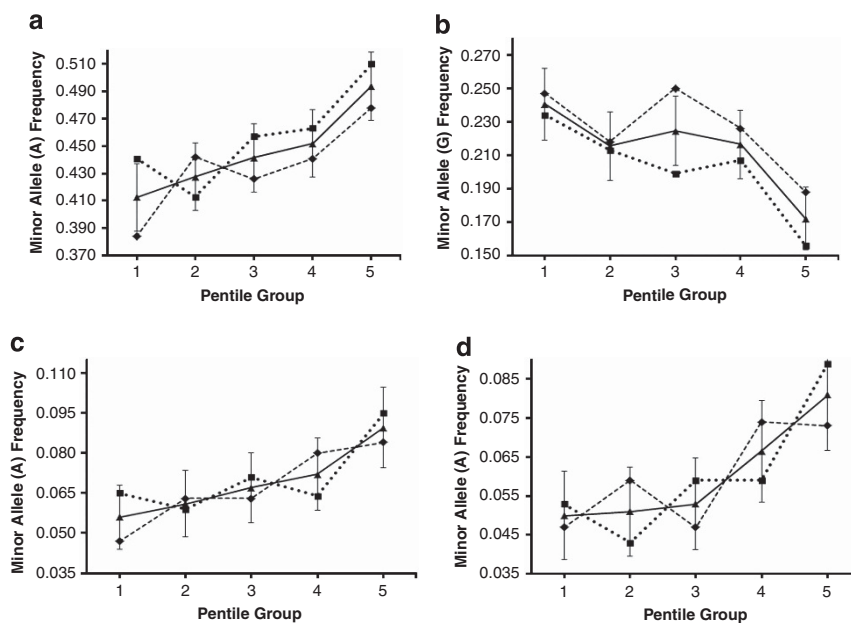 a
Minor Allele (A) Frequency
0.510
0.490
0.470
0.450
0.430
0.410
0.390
0.370
1 2 3 4 5
Pentile Group
b
Minor Allele (G) Frequency
0.270
0.250
0.230
0.210
0.190
0.170
0.150
1 2 3 4 5
Pentile Group
c
Minor Allele (A) Frequency
0.110
0.095
0.080
0.065
0.050
0.035
1 2 3 4 5
Pentile Group
d
Minor Allele (A) Frequency
0.085
0.075
0.065
0.055
0.045
0.035
1 2 3 4 5
Pentile Group